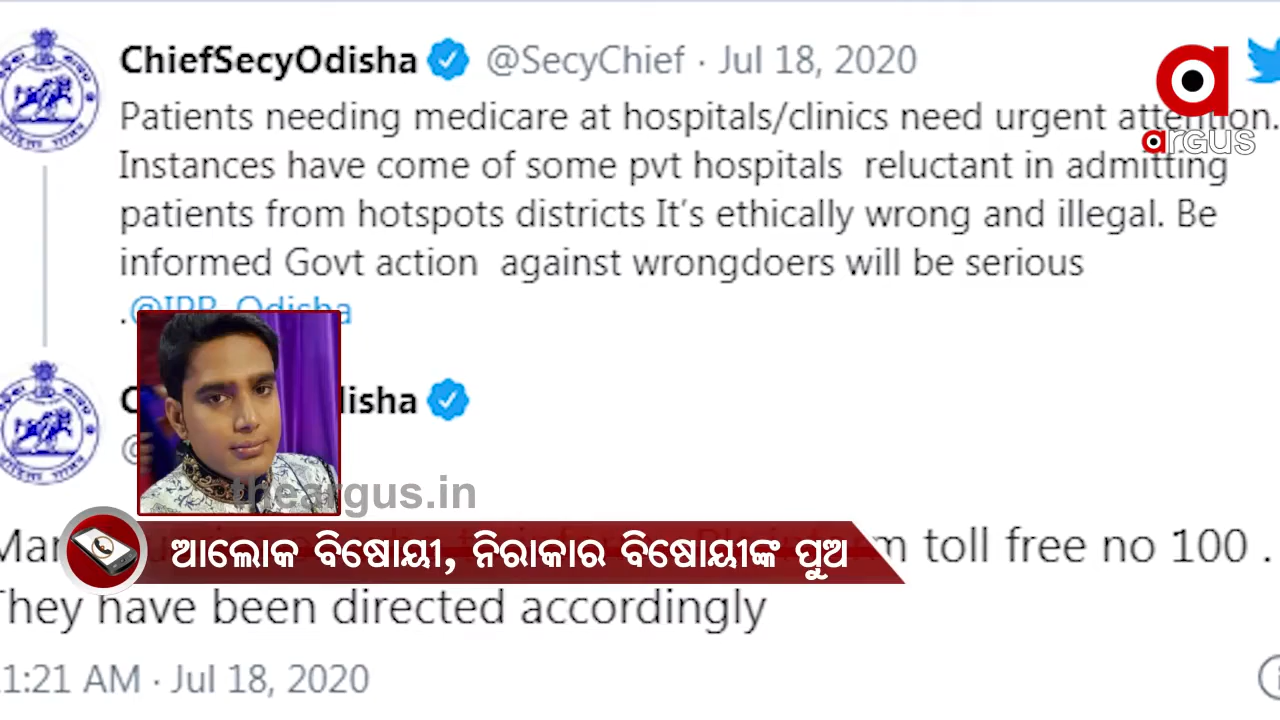 ChiefSecyOdisha @SecyChief · Jul 18, 2020
Patients needing medicare at hospitals/clinics need urgent attention.
Instances have come of some pvt hospitals reluctant in admitting
patients from hotspots districts It's ethically wrong and illegal. Be
informed Govt action against wrongdoers will be serious
.@IPR_Odisha
argus
theargus.in
ଆଲୋକ ବିଷୋୟୀ, ନିରାକାର ବିଷୋୟୀଙ୍କ ପୁଅ
toll free no 100 .
They have been directed accordingly
11:21 AM · Jul 18, 2020